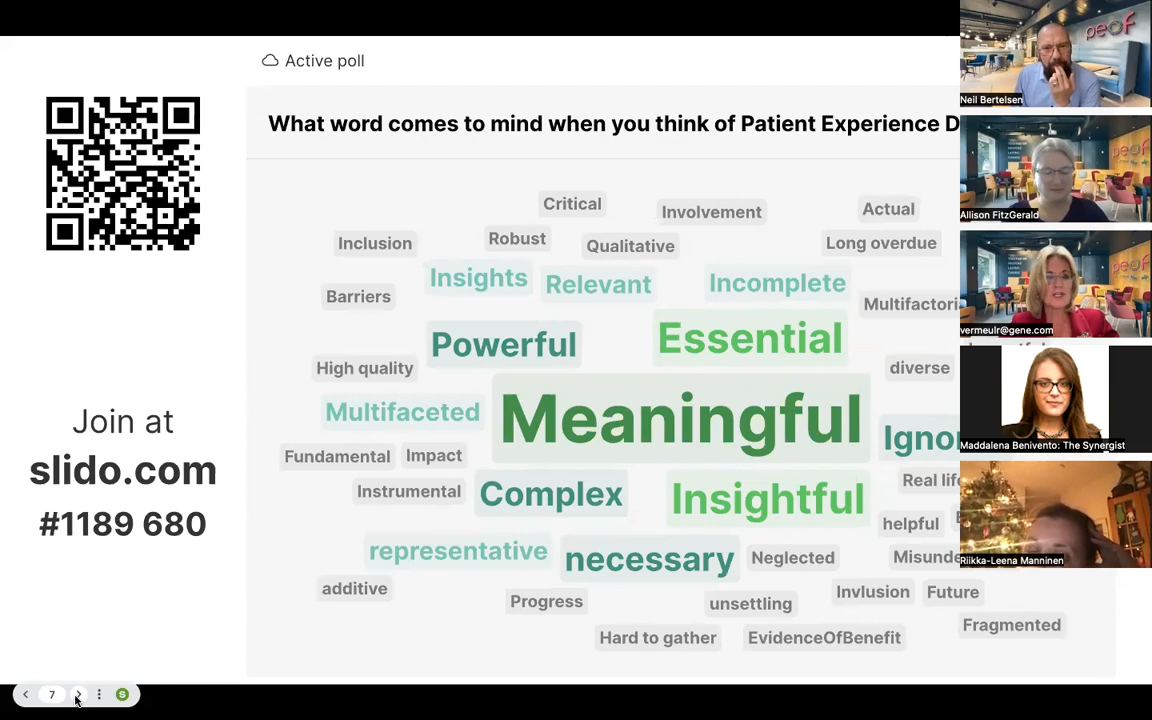 Active poll
What word comes to mind when you think of Patient Experience D
Critical
Involvement
Actual
Inclusion
Robust
Qualitative
Long overdue
Insights
Relevant
Incomplete
Barriers
Multifactori
Powerful
Essential
High quality
diverse
Multifaceted
Meaningful
Ignor
Fundamental
Impact
Instrumental
Complex
Insightful
Real life
helpful
representative
necessary
Neglected
Misunde
additive
Progress
unsettling
Invlusion
Future
Hard to gather
EvidenceOfBenefit
Fragmented
Join at
slido.com
#1189 680
7
S
peof
Neil Bertelsen
peof
Allison FitzGerald
vermeulr@gene.com
Maddalena Benivento: The Synergist
Riikka-Leena Manninen